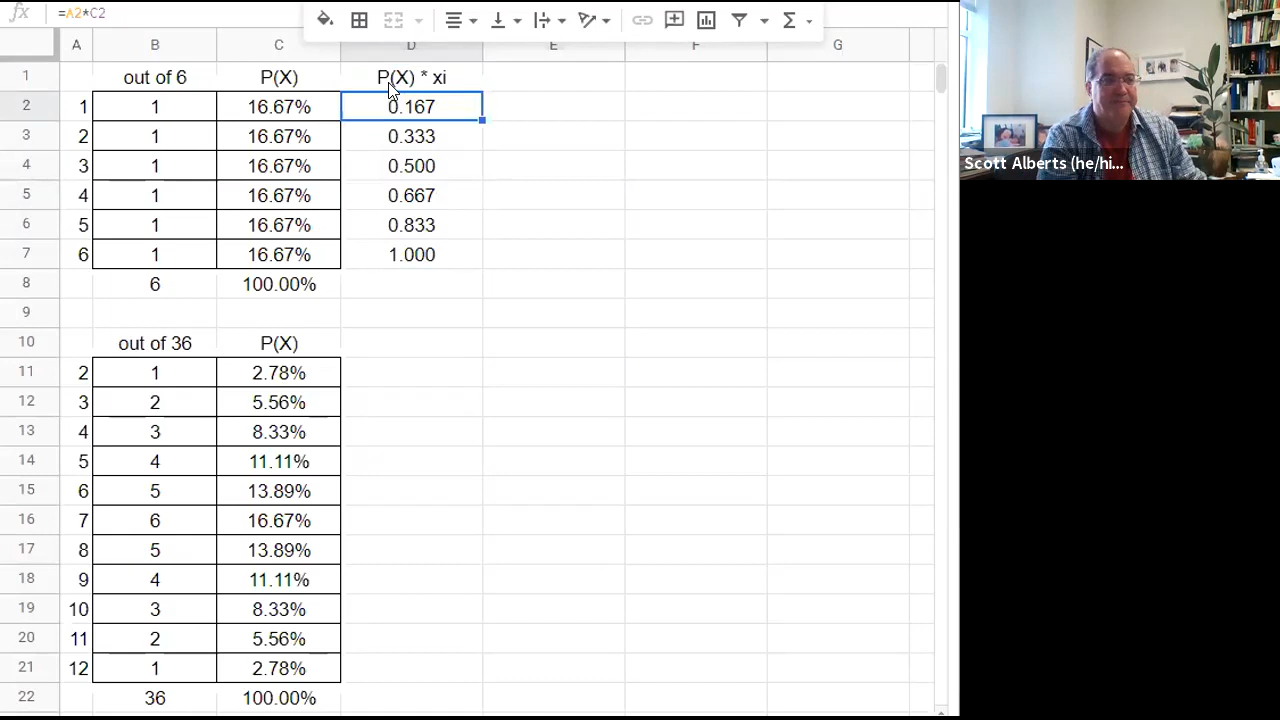 fx =A2*C2
A B C D E F G
1 out of 6 P(X) P(X) * xi
2 1 1 16.67% 0.167
3 2 1 16.67% 0.333
4 3 1 16.67% 0.500
5 4 1 16.67% 0.667
6 5 1 16.67% 0.833
7 6 1 16.67% 1.000
8 6 100.00%
9
10 out of 36 P(X)
11 2 1 2.78%
12 3 2 5.56%
13 4 3 8.33%
14 5 4 11.11%
15 6 5 13.89%
16 7 6 16.67%
17 8 5 13.89%
18 9 4 11.11%
19 10 3 8.33%
20 11 2 5.56%
21 12 1 2.78%
22 36 100.00%
Scott Alberts (he/hi...